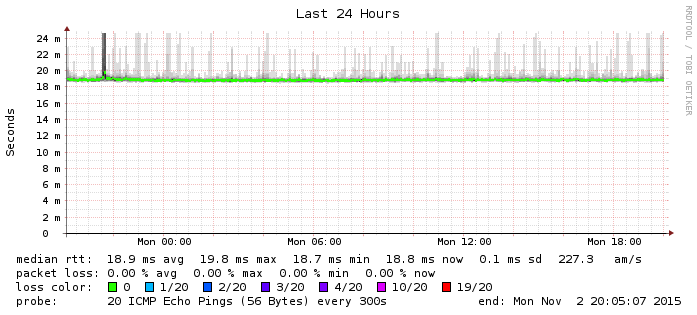 Last 24 Hours
RRDTOOL / TOBI OETIKER
Seconds
24 m
22 m
20 m
18 m
16 m
14 m
12 m
10 m
8 m
6 m
4 m
2 m
0
Mon 00:00 Mon 06:00 Mon 12:00 Mon 18:00
median rtt: 18.9 ms avg 19.8 ms max 18.7 ms min 18.8 ms now 0.1 ms sd 227.3 am/s
packet loss: 0.00 % avg 0.00 % max 0.00 % min 0.00 % now
loss color: 0 1/20 2/20 3/20 4/20 10/20 19/20
probe: 20 ICMP Echo Pings (56 Bytes) every 300s end: Mon Nov 2 20:05:07 2015